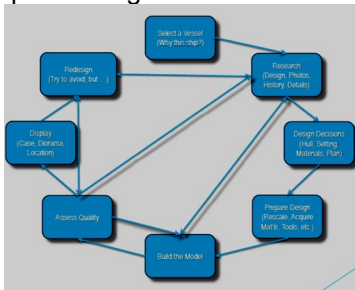 Select a Vessel
(Why this ship?)
Redesign
(Try to avoid, but ...)
Research
(Design, Photos,
History, Details)
Display
(Case, Diorama,
Location)
Design Decisions
(Hull, Setting
Materials, Plan)
Assess Quality
Prepare Design
(Rescale, Acquire
Mat'ls, Tools, etc.)
Build the Model